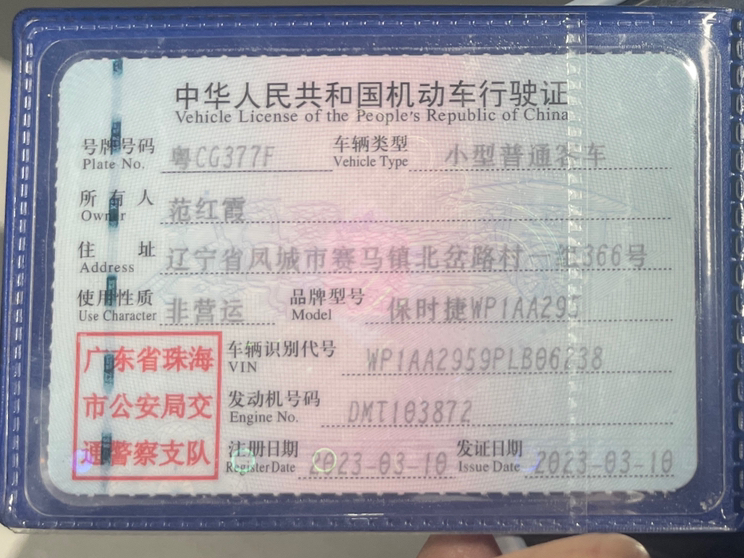 中华人民共和国机动车行驶证
Vehicle License of the People's Republic of China
号牌号码 粤CG377F 车辆类型 小型普通客车
Plate No. Vehicle Type
所有人 范红霞
Owner
住址 辽宁省凤城市赛马镇北岔路村一组366号
Address
使用性质 非营运 品牌型号 保时捷WP1AA295
Use Character Model
广东省珠海 车辆识别代号 WP1AA2959PLB06238
VIN
市公安局交 发动机号码 DMT103872
Engine No.
通警察支队 注册日期 2023-03-10 发证日期 2023-03-10
Register Date Issue Date